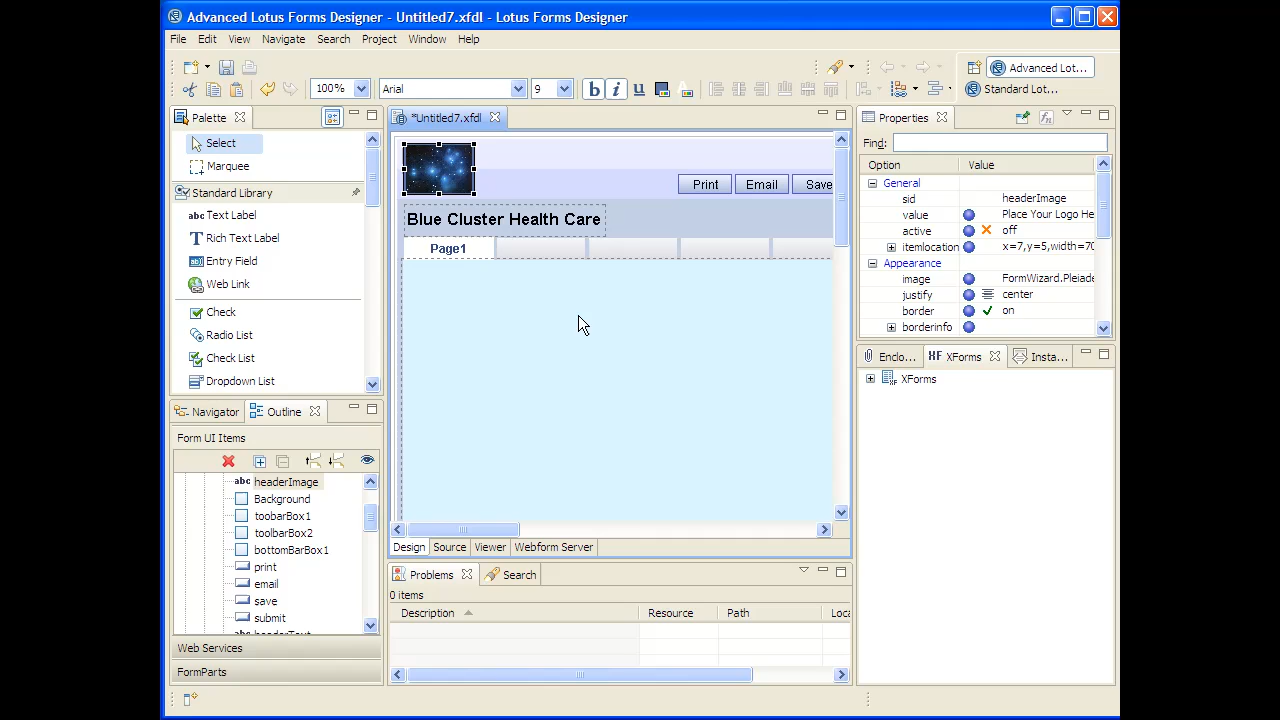 Advanced Lotus Forms Designer - Untitled7.xfdl - Lotus Forms Designer
File Edit View Navigate Search Project Window Help
Advanced Lot...
100% Arial 9 b i u
Standard Lot...
Palette
*Untitled7.xfdl
Properties
Select
Marquee
Standard Library
abc Text Label
Rich Text Label
Entry Field
Web Link
Check
Radio List
Check List
Dropdown List
Print Email Save
Blue Cluster Health Care
Page1
Find:
Option Value
General
sid headerImage
value Place Your Logo He
active off
itemlocation x=7,y=5,width=70
Appearance
image FormWizard.Pleiade
justify center
border on
borderinfo
Navigator Outline
Form UI Items
abc headerImage
Background
toobarBox1
toolbarBox2
bottomBarBox1
print
email
save
submit
Web Services
FormParts
Design Source Viewer Webform Server
Problems Search
0 items
Description Resource Path Loca
Enclo... XForms Insta...
XForms